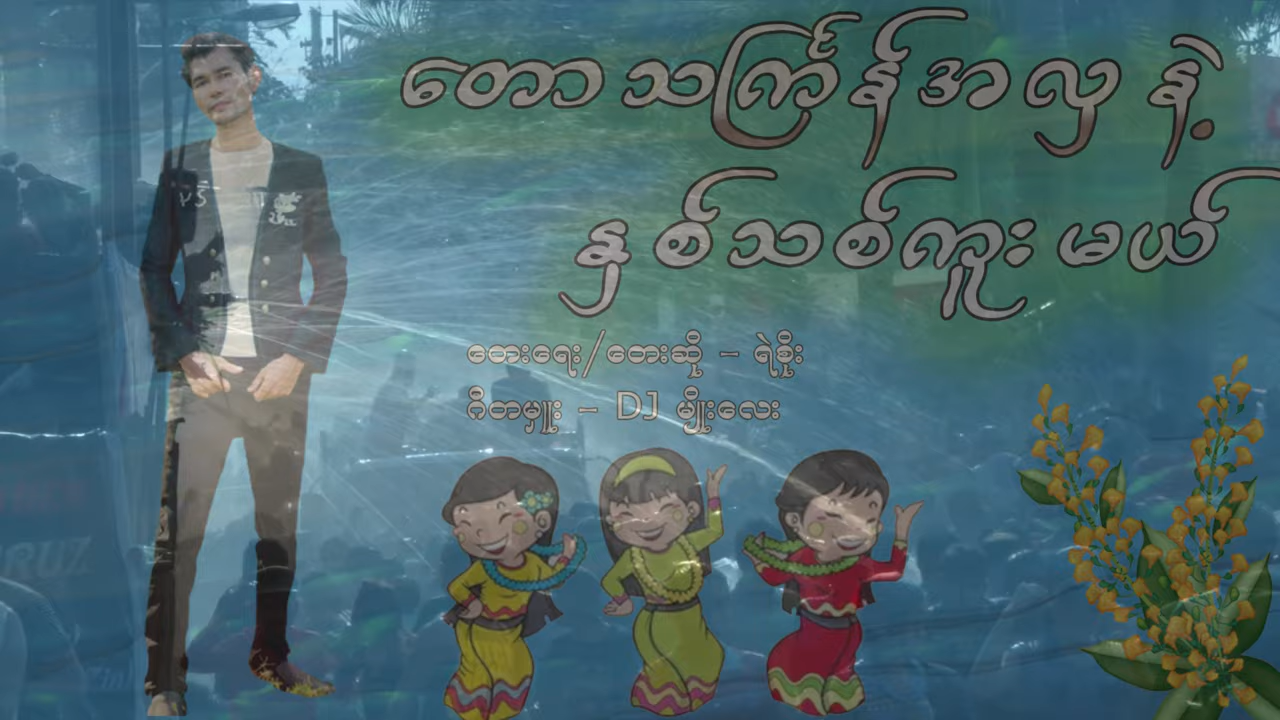 တောသင်္ကြန်အလှနဲ့
နှစ်သစ်ကူးမယ်
တေးရေး/တေးဆို – ရဲစိုး
ဂီတမှူး – DJ မျိုးလေး